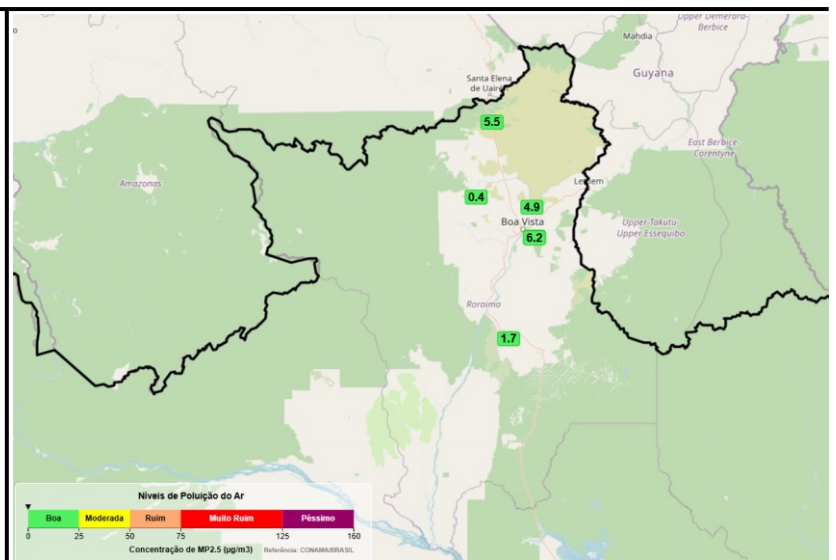 Upper Demerara-
Berbice
Mahdia
Guyana
Santa Elena
de Uairén
5.5
East Berbice
Corentyne
Amazonas
Lethem
0.4
4.9
Boa Vista
6.2
Upper Takutu-
Upper Essequibo
Roraima
1.7
Níveis de Poluição do Ar
Boa Moderada Ruim Muito Ruim Péssimo
0 25 50 75 125 160
Concentração de MP2.5 (µg/m3) Referência: CONAMA/BRASIL